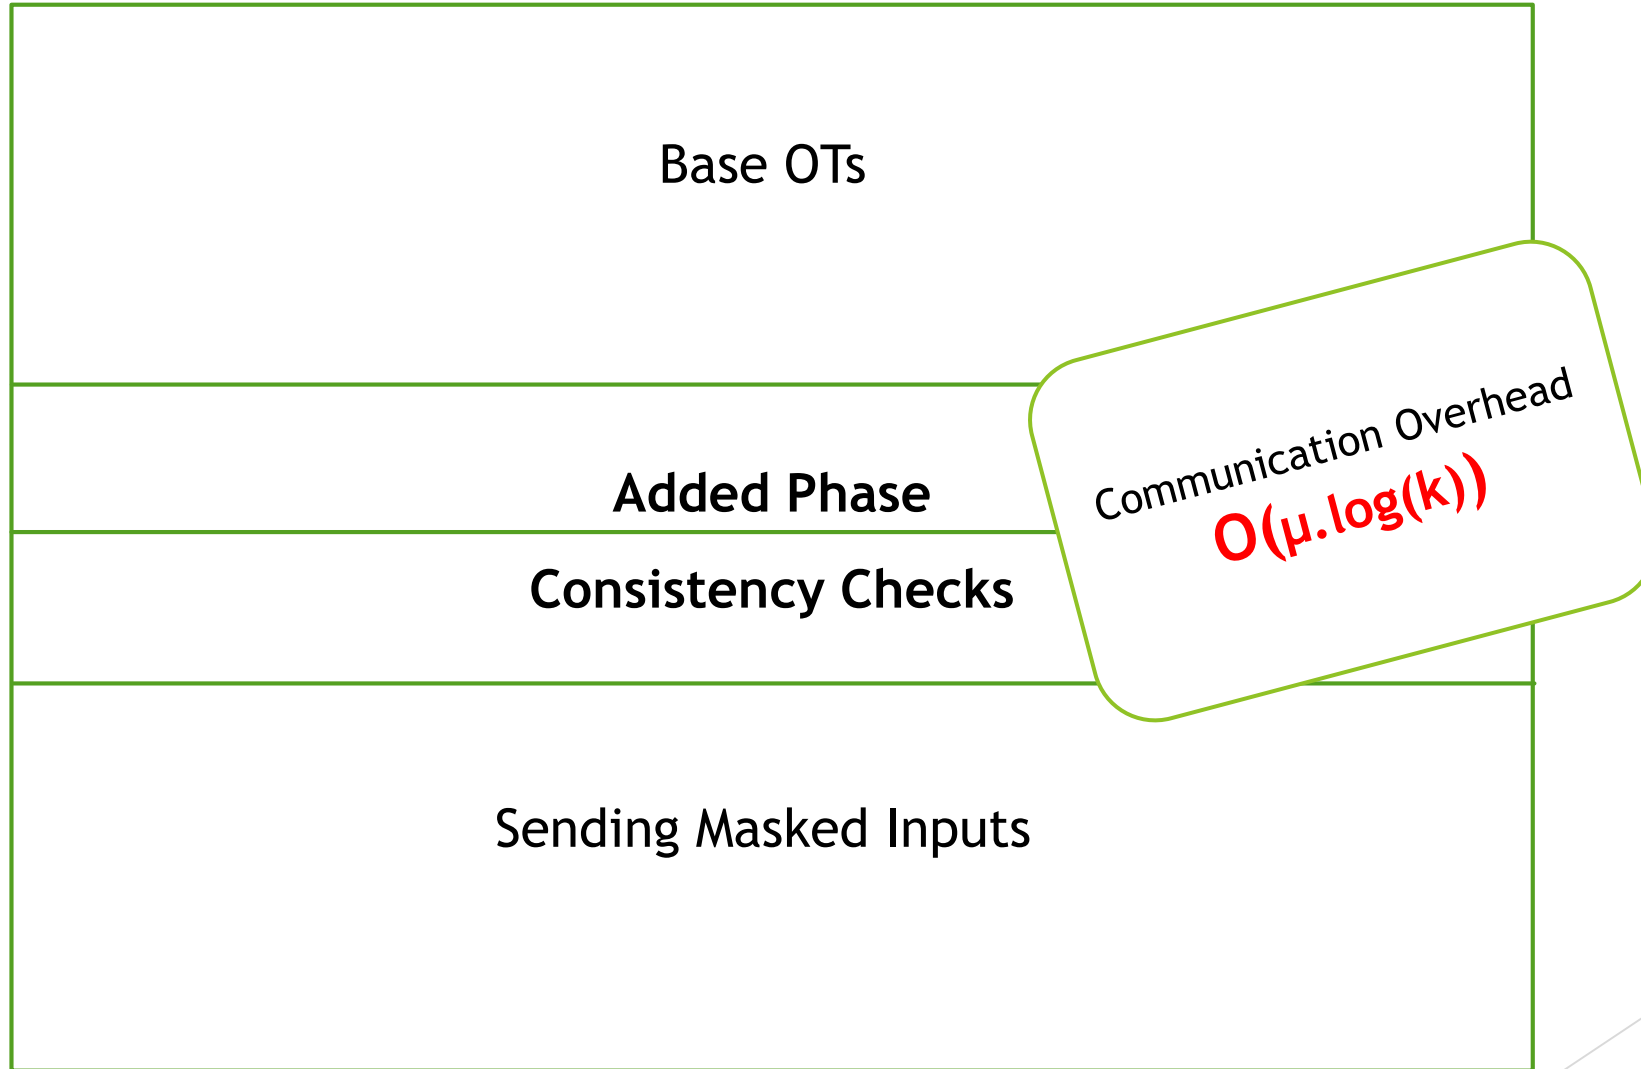 Base OTs
Added Phase
Consistency Checks
Communication Overhead
O(μ.log(k))
Sending Masked Inputs